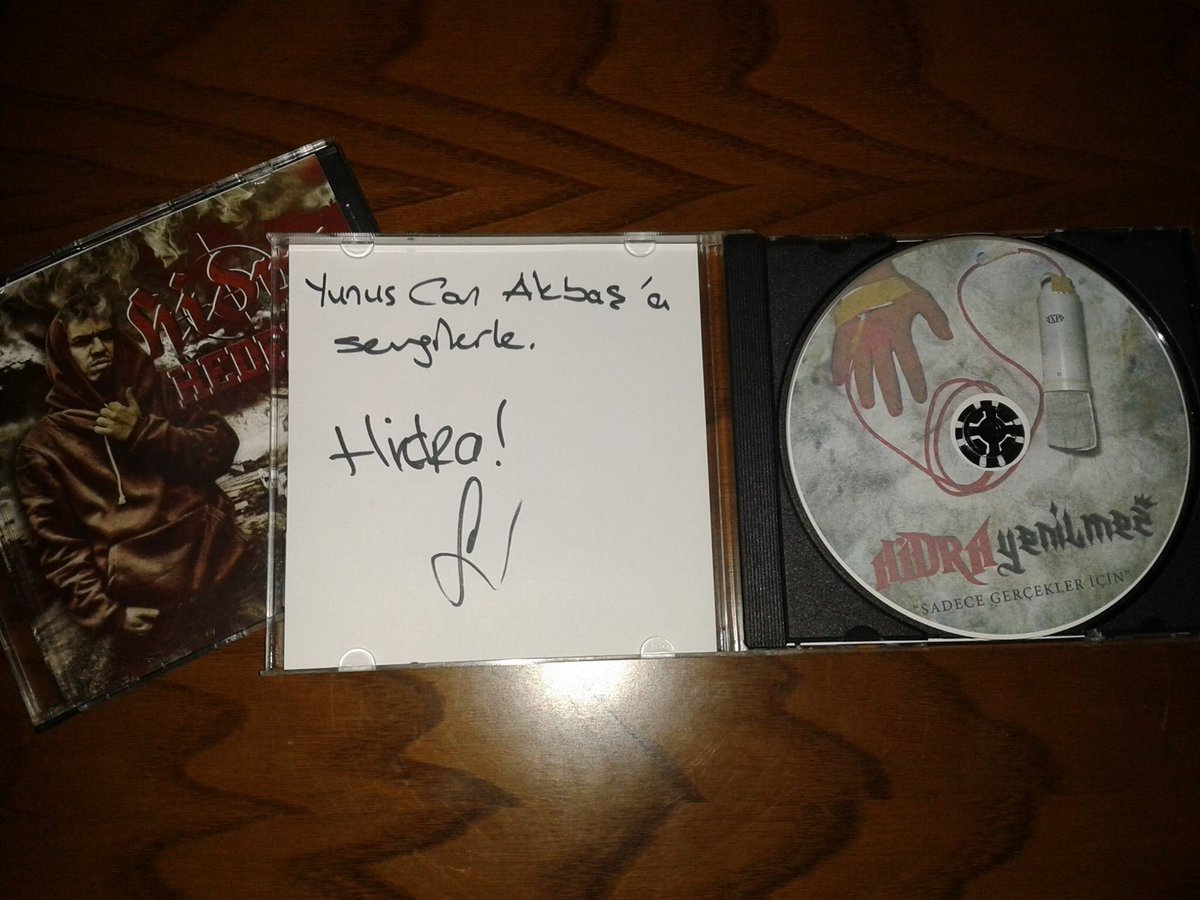 Yunus Can Akbaş'a
sevgilerle.
Hidra!
HİDRA yenilmez
"SADECE GERÇEKLER İÇİN"